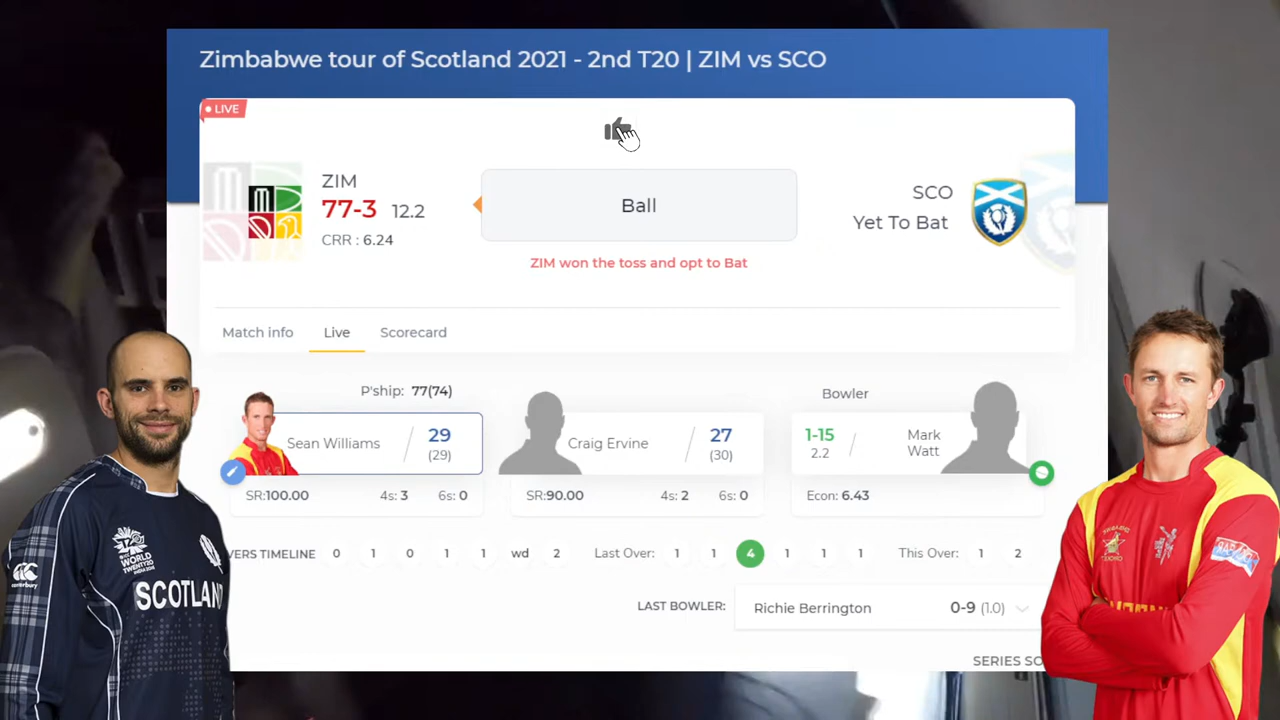 Zimbabwe tour of Scotland 2021 - 2nd T20 | ZIM vs SCO
LIVE
ZIM
77-3 12.2
CRR : 6.24
Ball
SCO
Yet To Bat
ZIM won the toss and opt to Bat
Match info Live Scorecard
P'ship: 77(74)
Bowler
Sean Williams 29 (29)
SR:100.00 4s: 3 6s: 0
Craig Ervine 27 (30)
SR:90.00 4s: 2 6s: 0
1-15 2.2 Mark Watt
Econ: 6.43
VERS TIMELINE 0 1 0 1 1 wd 2 Last Over: 1 1 4 1 1 1 This Over: 1 2
LAST BOWLER: Richie Berrington 0-9 (1.0)
SERIES SC
WORLD
TWENTY20
SCOTLAND
canterbury